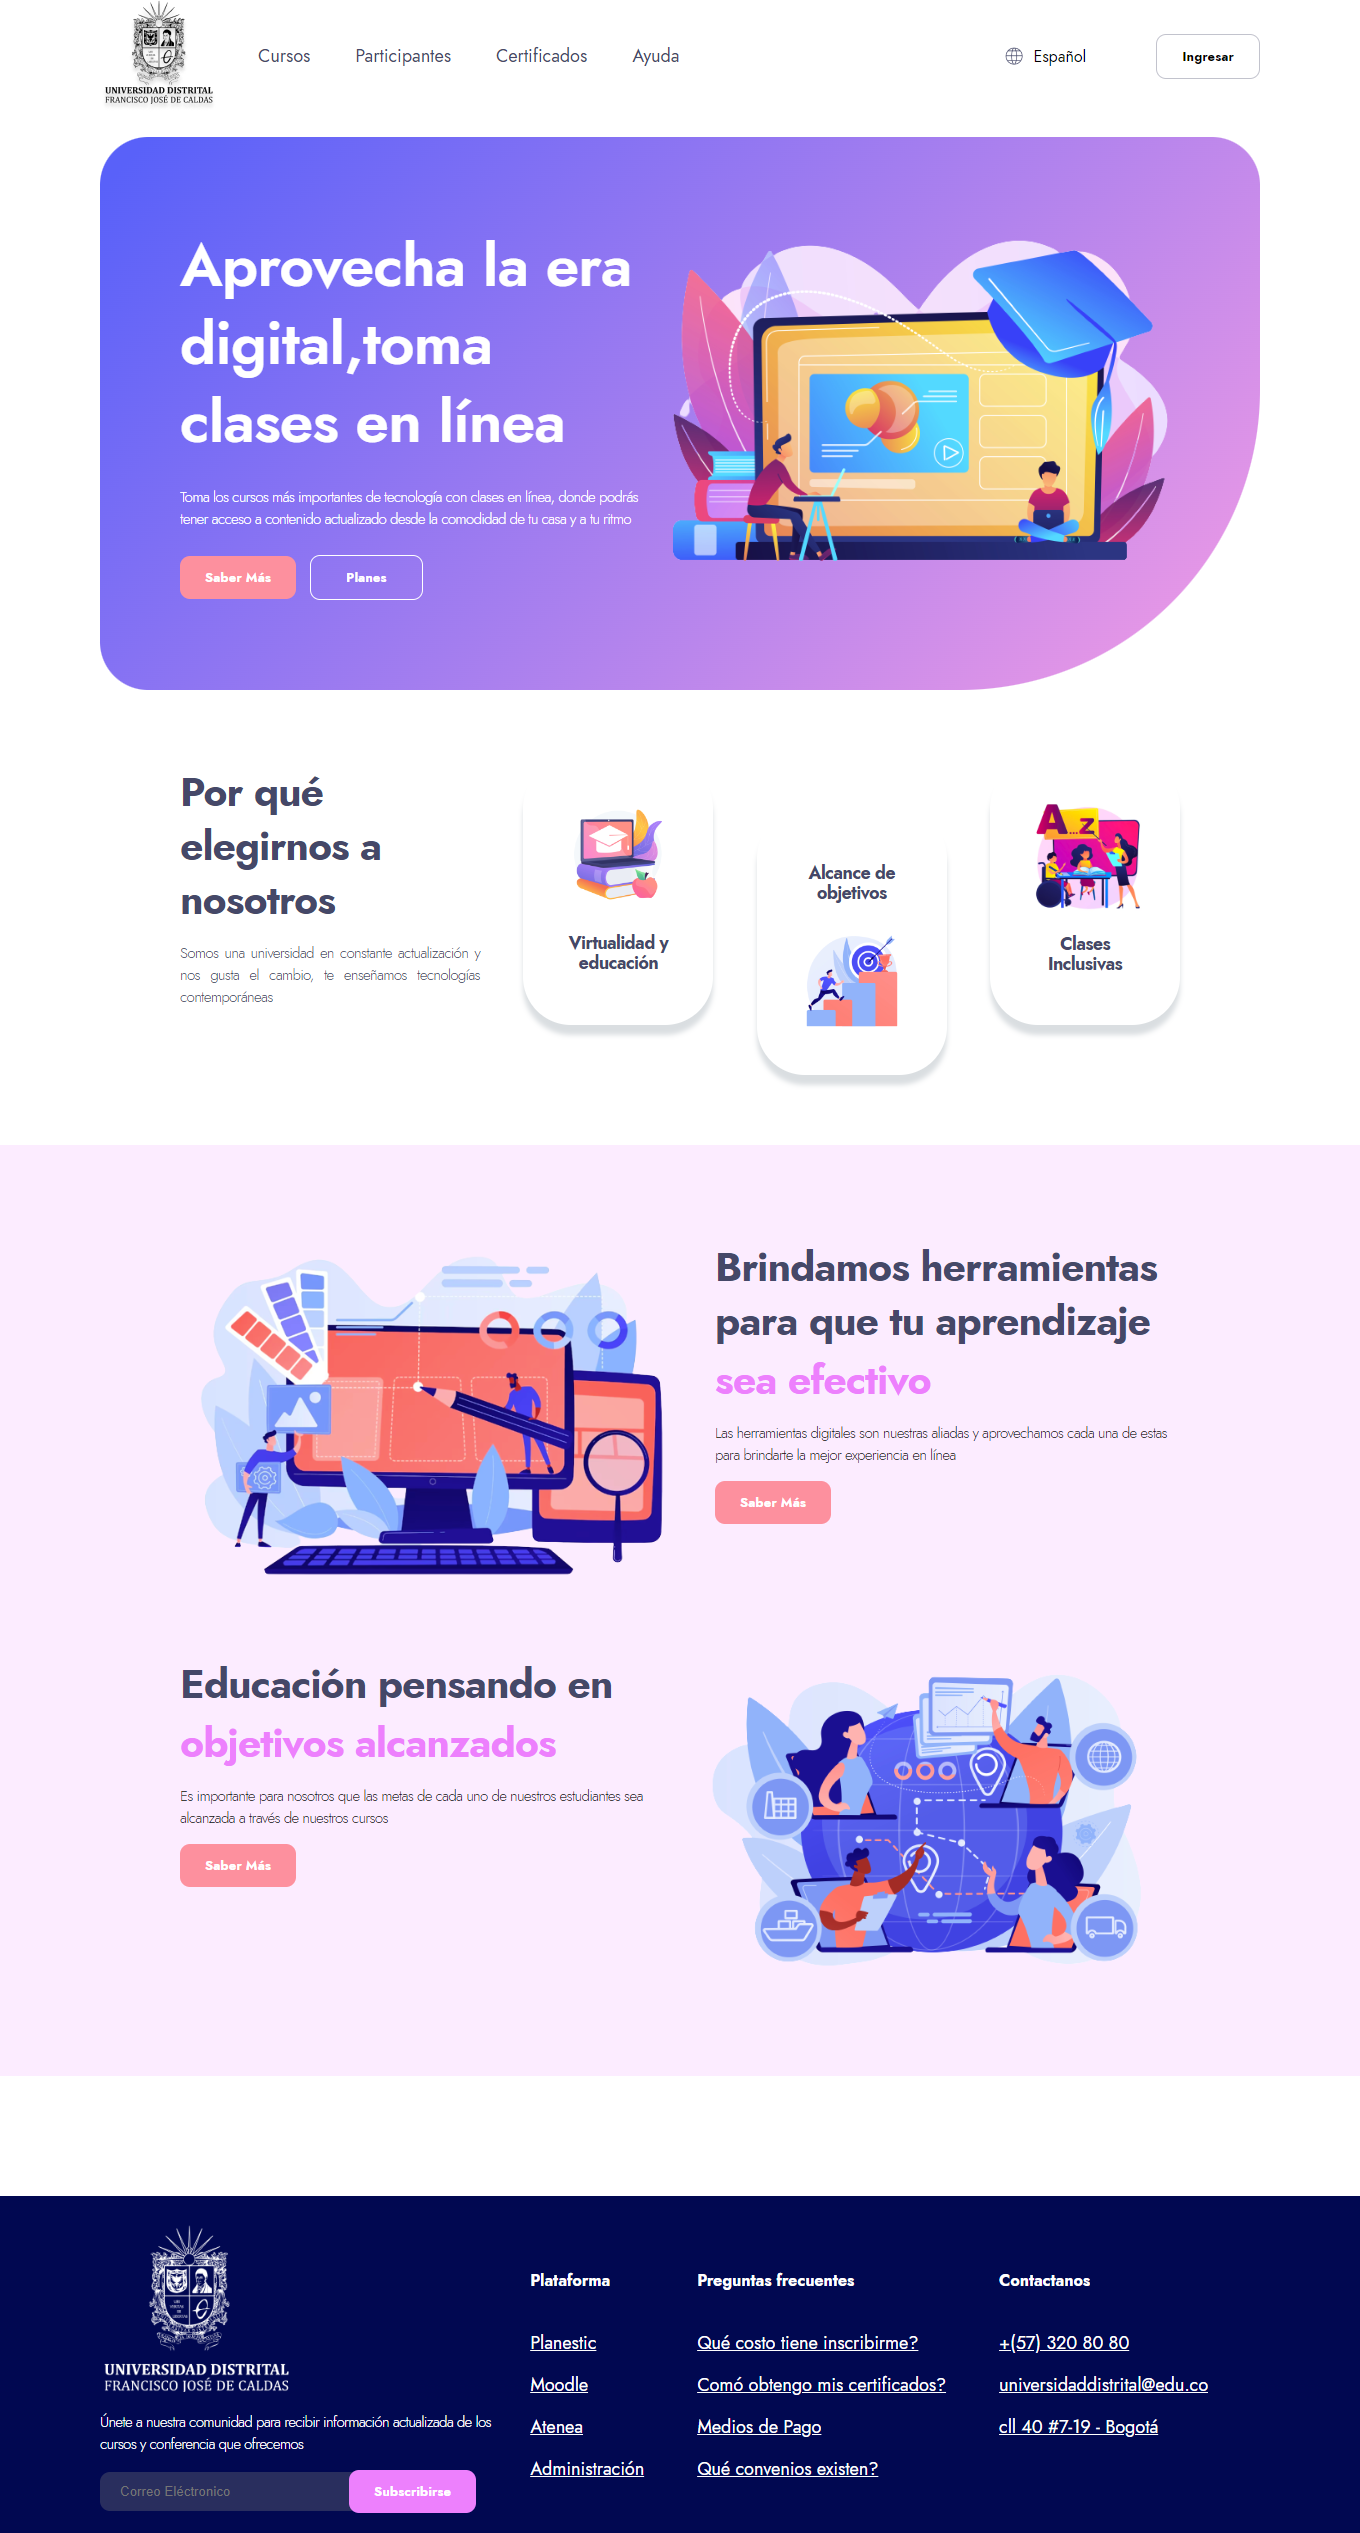 UNIVERSIDAD DISTRITAL
FRANCISCO JOSÉ DE CALDAS
Cursos
Participantes
Certificados
Ayuda
Español
Ingresar
Aprovecha la era
digital,toma
clases en línea
Toma los cursos más importantes de tecnología con clases en línea, donde podrás
tener acceso a contenido actualizado desde la comodidad de tu casa y a tu ritmo
Saber Más
Planes
Por qué
elegirnos a
nosotros
Somos una universidad en constante actualización y
nos gusta el cambio, te enseñamos tecnologías
contemporáneas
Virtualidad y
educación
Alcance de
objetivos
A...z
Clases
Inclusivas
Brindamos herramientas
para que tu aprendizaje
sea efectivo
Las herramientas digitales son nuestras aliadas y aprovechamos cada una de estas
para brindarte la mejor experiencia en línea
Saber Más
Educación pensando en
objetivos alcanzados
Es importante para nosotros que las metas de cada uno de nuestros estudiantes sea
alcanzada a través de nuestros cursos
Saber Más
UNIVERSIDAD DISTRITAL
FRANCISCO JOSÉ DE CALDAS
Únete a nuestra comunidad para recibir información actualizada de los
cursos y conferencia que ofrecemos
Correo Eléctronico
Subscribirse
Plataforma
Planestic
Moodle
Atenea
Administración
Preguntas frecuentes
Qué costo tiene inscribirme?
Comó obtengo mis certificados?
Medios de Pago
Qué convenios existen?
Contactanos
+(57) 320 80 80
universidaddistrital@edu.co
cll 40 #7-19 - Bogotá